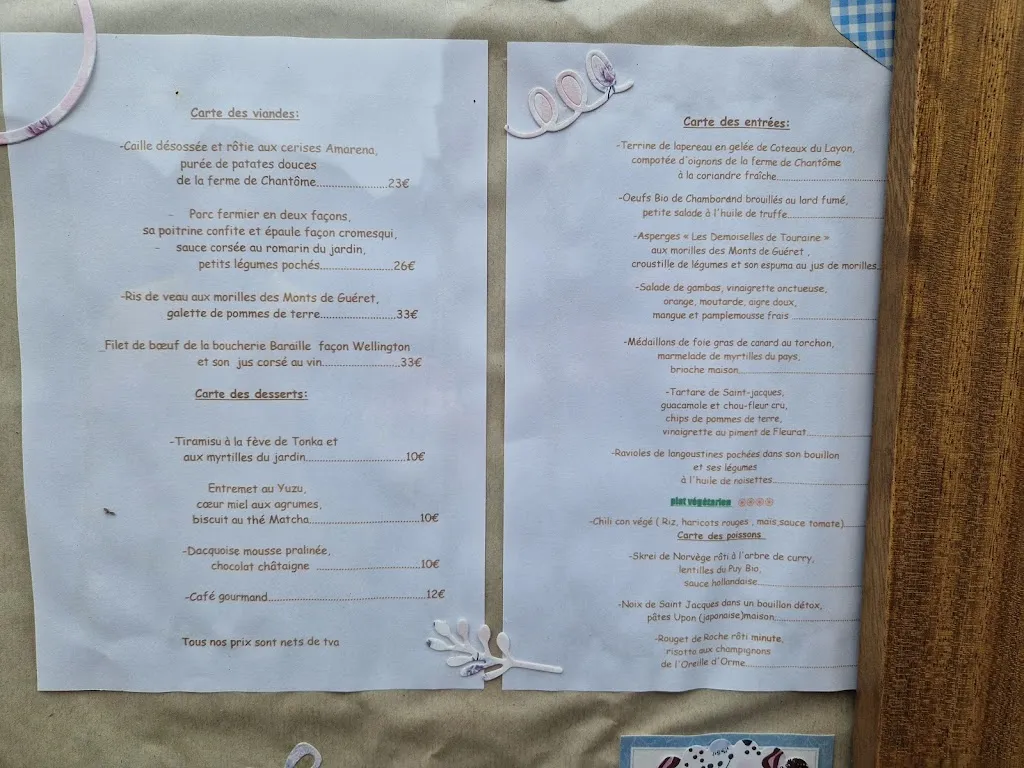 Carte des viandes:
-Caille désossée et rôtie aux cerises Amarena,
purée de patates douces
de la ferme de Chantôme......................23€
- Porc fermier en deux façons,
sa poitrine confite et épaule façon cromesqui,
- sauce corsée au romarin du jardin,
petits légumes pochés......................26€
-Ris de veau aux morilles des Monts de Guéret,
galette de pommes de terre.......................33€
_Filet de bœuf de la boucherie Baraille façon Wellington
et son jus corsé au vin.......................33€
Carte des desserts:
-Tiramisu à la fève de Tonka et
aux myrtilles du jardin..............................10€
Entremet au Yuzu,
cœur miel aux agrumes,
biscuit au thé Matcha.................................10€
-Dacquoise mousse pralinée,
chocolat châtaigne ...............................10€
-Café gourmand...............................................12€
Tous nos prix sont nets de tva
Carte des entrées:
-Terrine de lapereau en gelée de Coteaux du Layon,
compotée d'oignons de la ferme de Chantôme
à la coriandre fraîche..................................
-Oeufs Bio de Chamborand brouillés au lard fumé,
petite salade à l'huile de truffe..............................
-Asperges « Les Demoiselles de Touraine »
aux morilles des Monts de Guéret ,
croustille de légumes et son espuma au jus de morilles..
-Salade de gambas, vinaigrette onctueuse,
orange, moutarde, aigre doux,
mangue et pamplemousse frais ..........................
-Médaillons de foie gras de canard au torchon,
marmelade de myrtilles du pays,
brioche maison........................................
-Tartare de Saint-jacques,
guacamole et chou-fleur cru,
chips de pommes de terre,
vinaigrette au piment de Fleurat....................
-Ravioles de langoustines pochées dans son bouillon
et ses légumes
à l'huile de noisettes..........................
plat végétarien
-Chili con végé ( Riz, haricots rouges , mais,sauce tomate).....
Carte des poissons
-Skrei de Norvège rôti à l'arbre de curry,
lentilles du Puy Bio,
sauce hollandaise..............................
-Noix de Saint Jacques dans un bouillon détox,
pâtes Upon (japonaise)maison.........................
-Rouget de Roche rôti minute,
risotto aux champignons
de l'Oreille d'Orme..............................